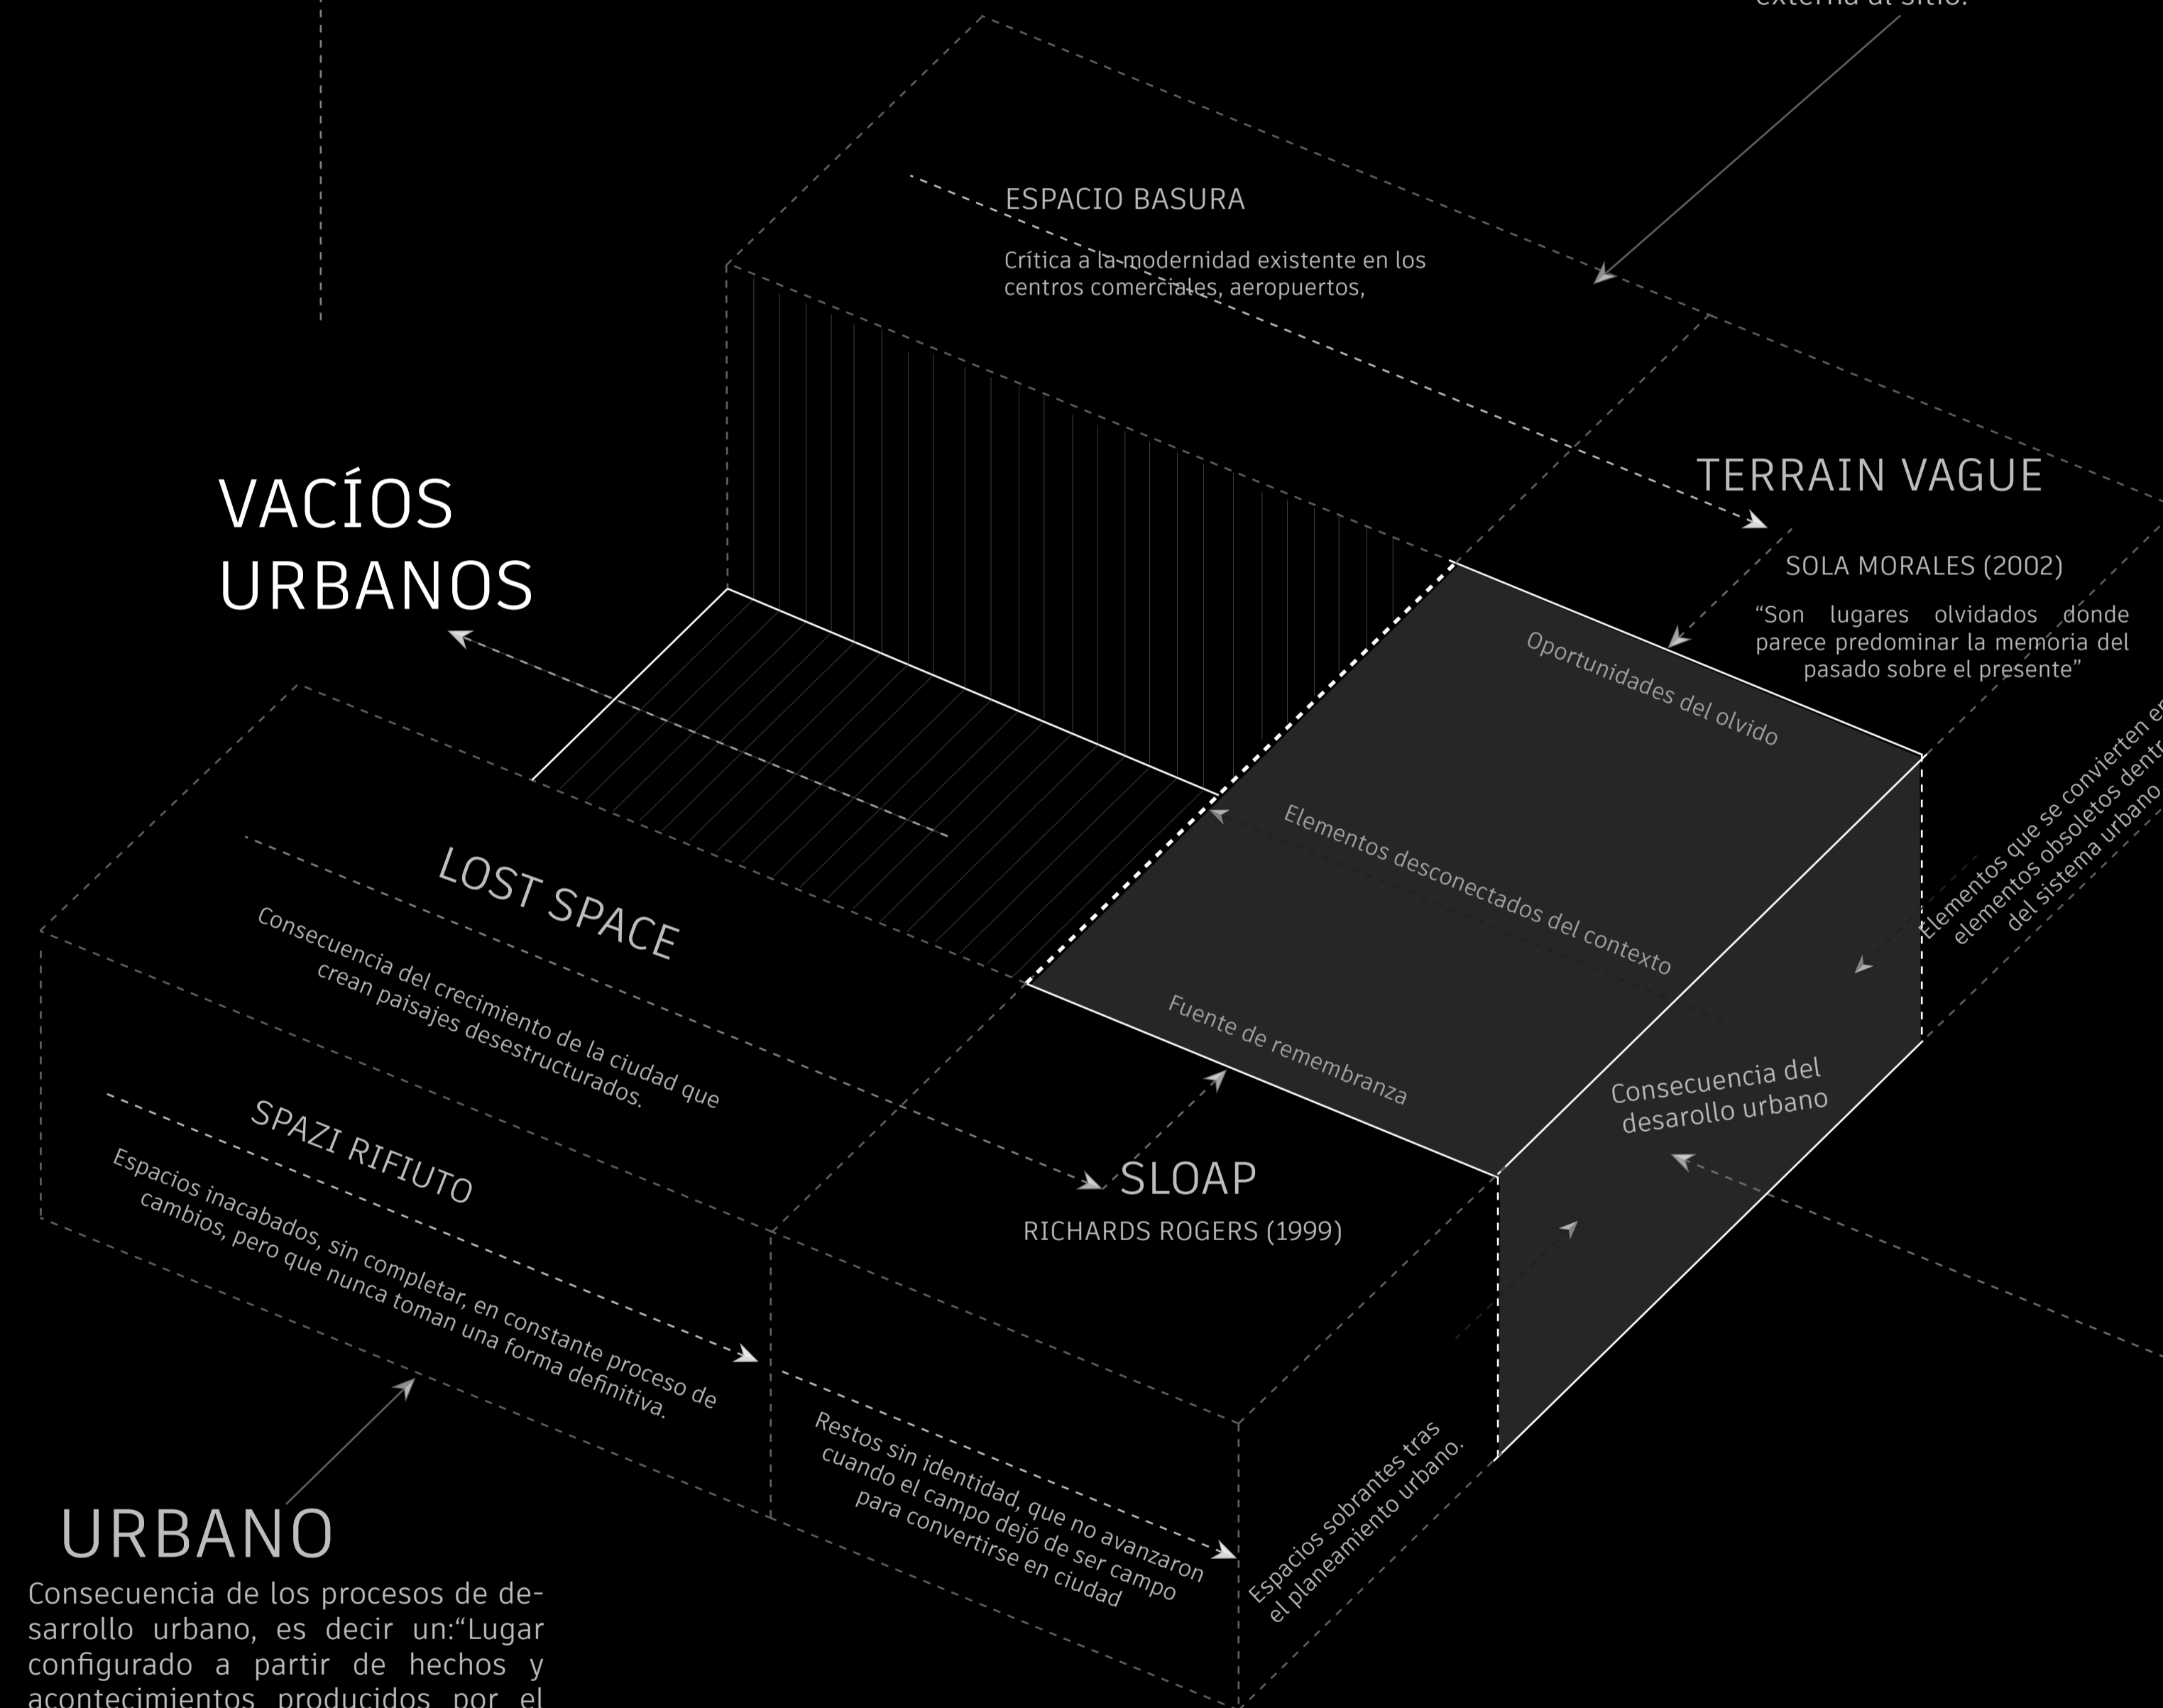 externa al sitio.
ESPACIO BASURA
Crítica a la modernidad existente en los
centros comerciales, aeropuertos,
VACÍOS
URBANOS
TERRAIN VAGUE
SOLA MORALES (2002)
“Son lugares olvidados donde
parece predominar la memoria del
pasado sobre el presente”
Oportunidades del olvido
Elementos desconectados del contexto
Fuente de remembranza
Elementos que se convierten en
elementos obsoletos dentr
del sistema urbano
Consecuencia del
desarollo urbano
LOST SPACE
Consecuencia del crecimiento de la ciudad que
crean paisajes desestructurados.
SPAZI RIFIUTO
Espacios inacabados, sin completar, en constante proceso de
cambios, pero que nunca toman una forma definitiva.
SLOAP
RICHARDS ROGERS (1999)
Restos sin identidad, que no avanzaron
cuando el campo dejó de ser campo
para convertirse en ciudad
Espacios sobrantes tras
el planeamiento urbano.
URBANO
Consecuencia de los procesos de de-
sarrollo urbano, es decir un:“Lugar
configurado a partir de hechos y
acontecimientos producidos por el